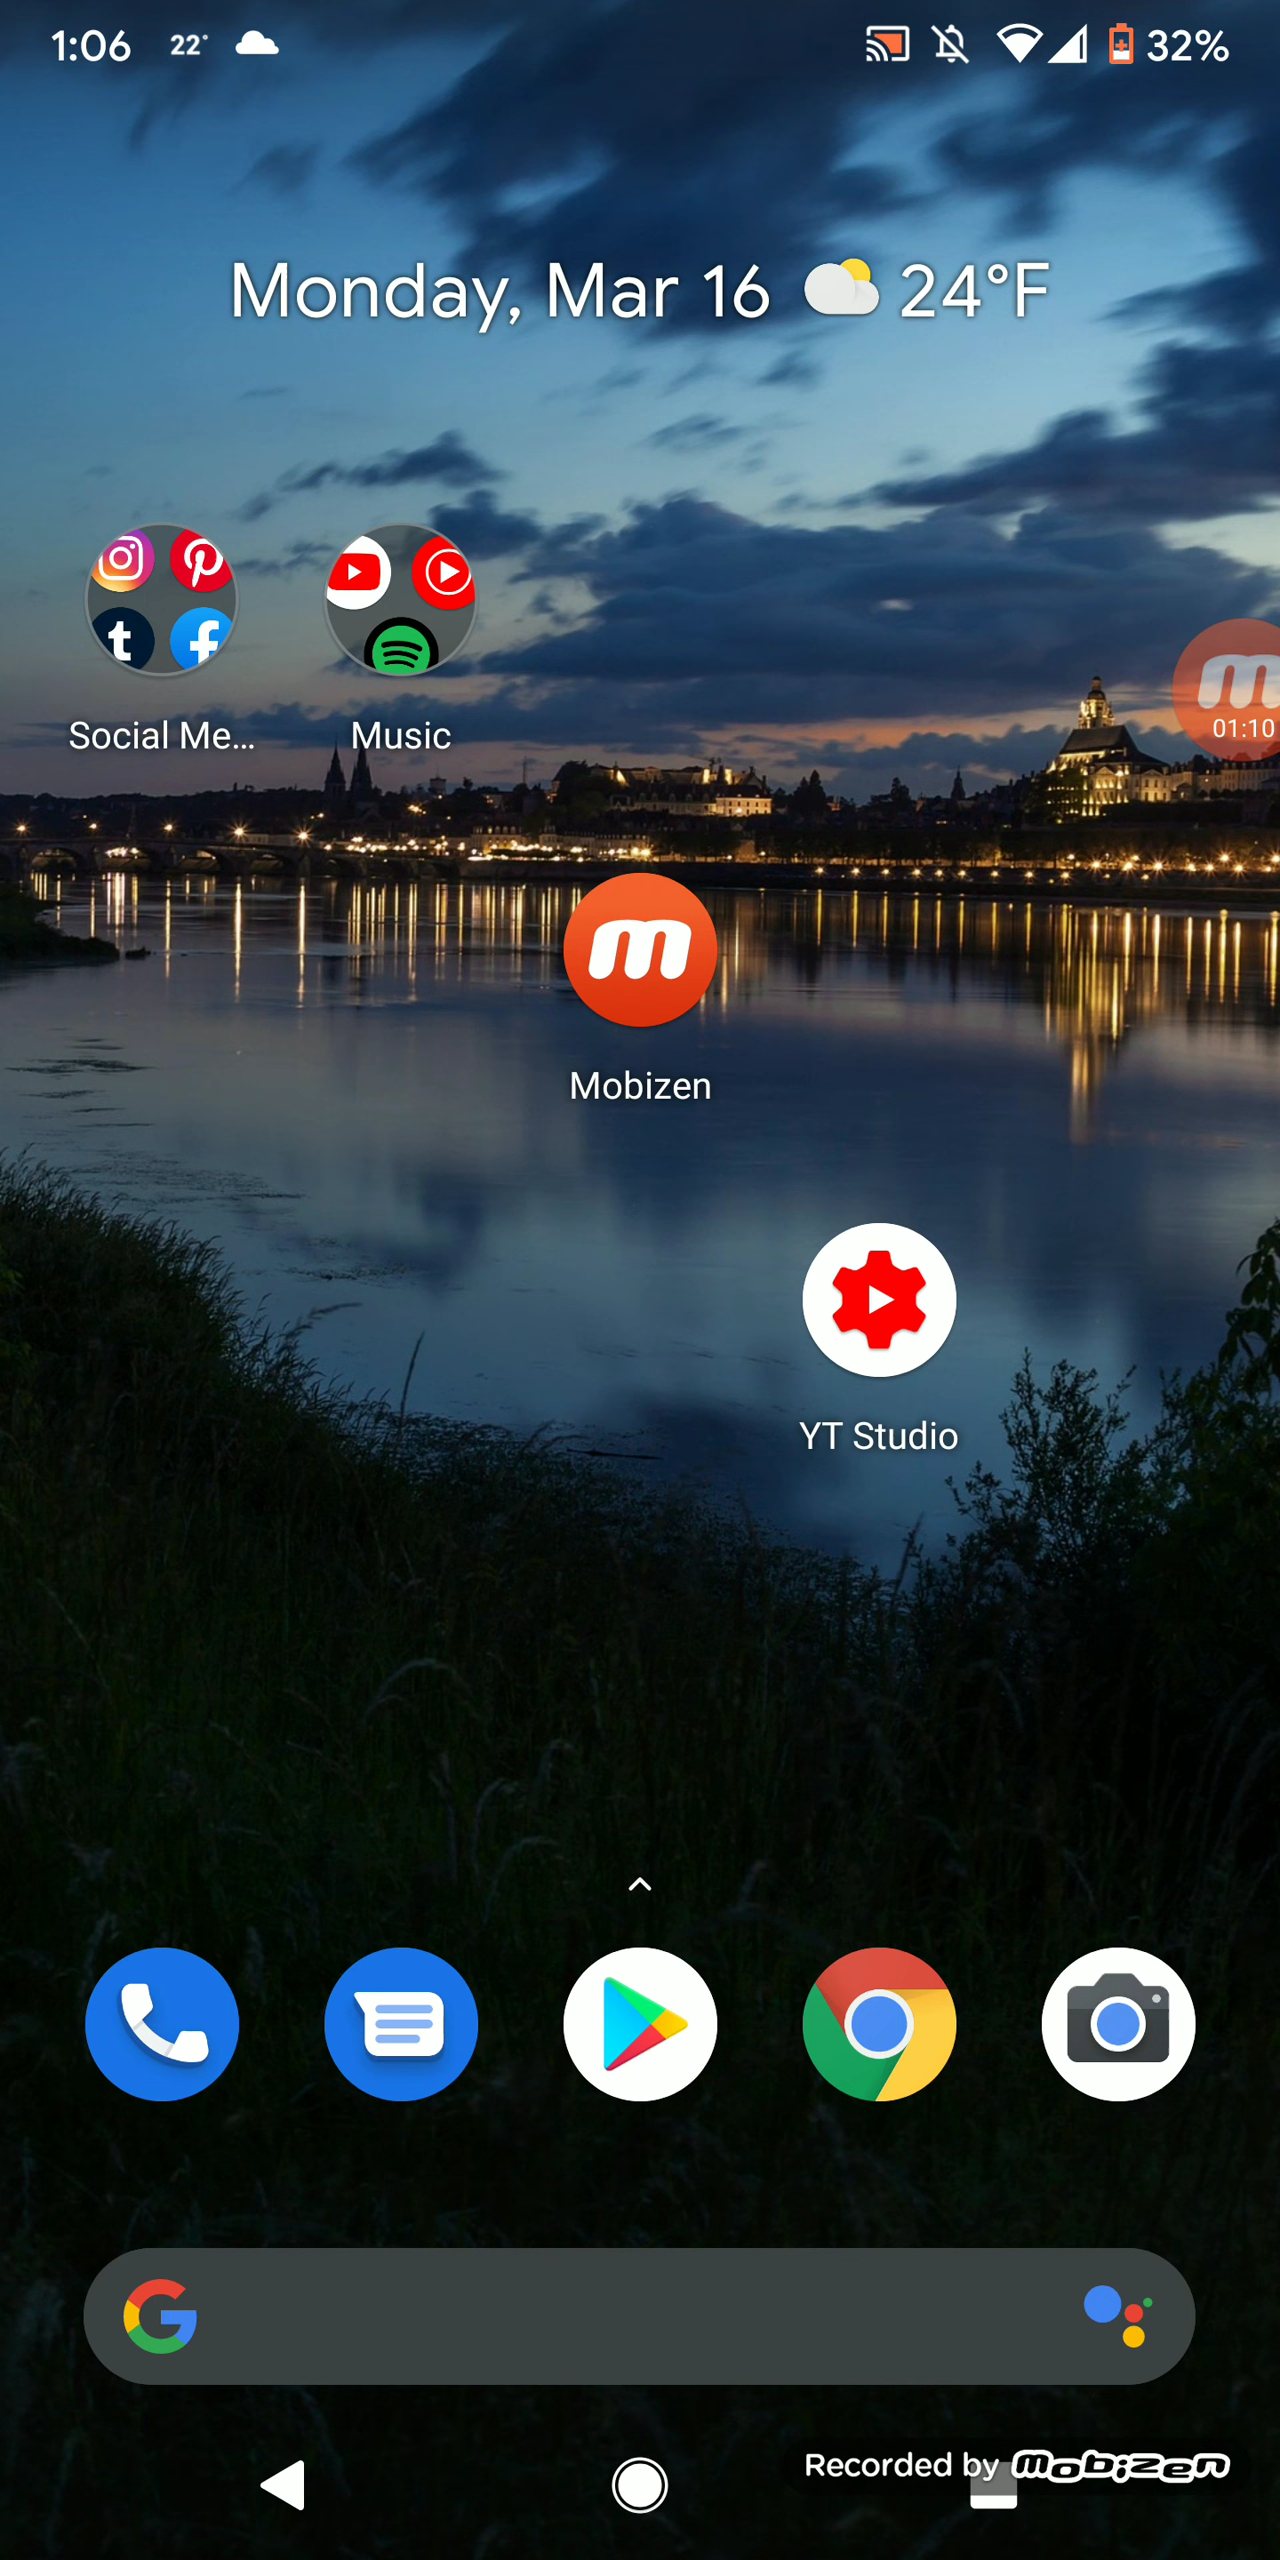 1:06 22° 32%
Monday, Mar 16 24°F
Social Me... Music
01:10
Mobizen
YT Studio
Recorded by mobizen